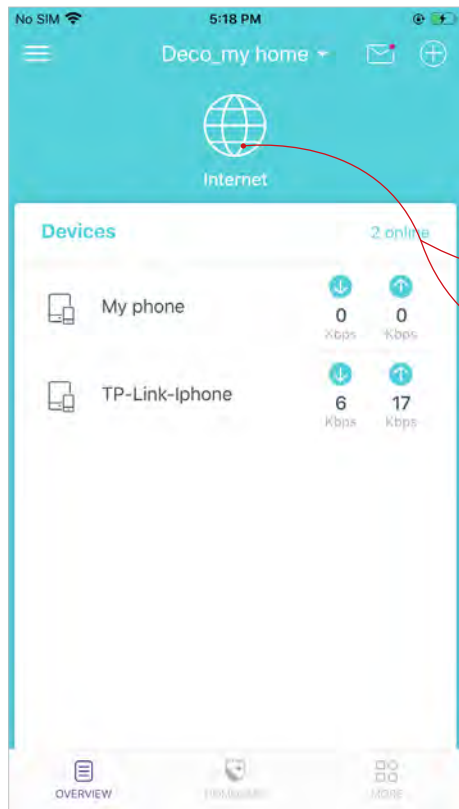 No SIM 5:18 PM
Deco_my home
Internet
Devices 2 online
My phone 0 Kbps 0 Kbps
TP-Link-Iphone 6 Kbps 17 Kbps
OVERVIEW MORE